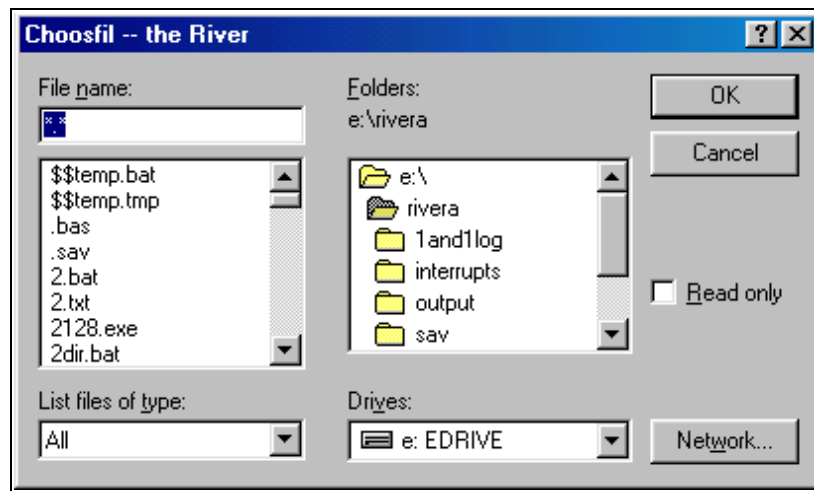 Choosfil -- the River
File name:
*.*
$$temp.bat
$$temp.tmp
.bas
.sav
2.bat
2.txt
2128.exe
2dir.bat
List files of type:
All
Folders:
e:\rivera
e:\
rivera
1and1log
interrupts
output
sav
Drives:
e: EDRIVE
OK
Cancel
Read only
Network...